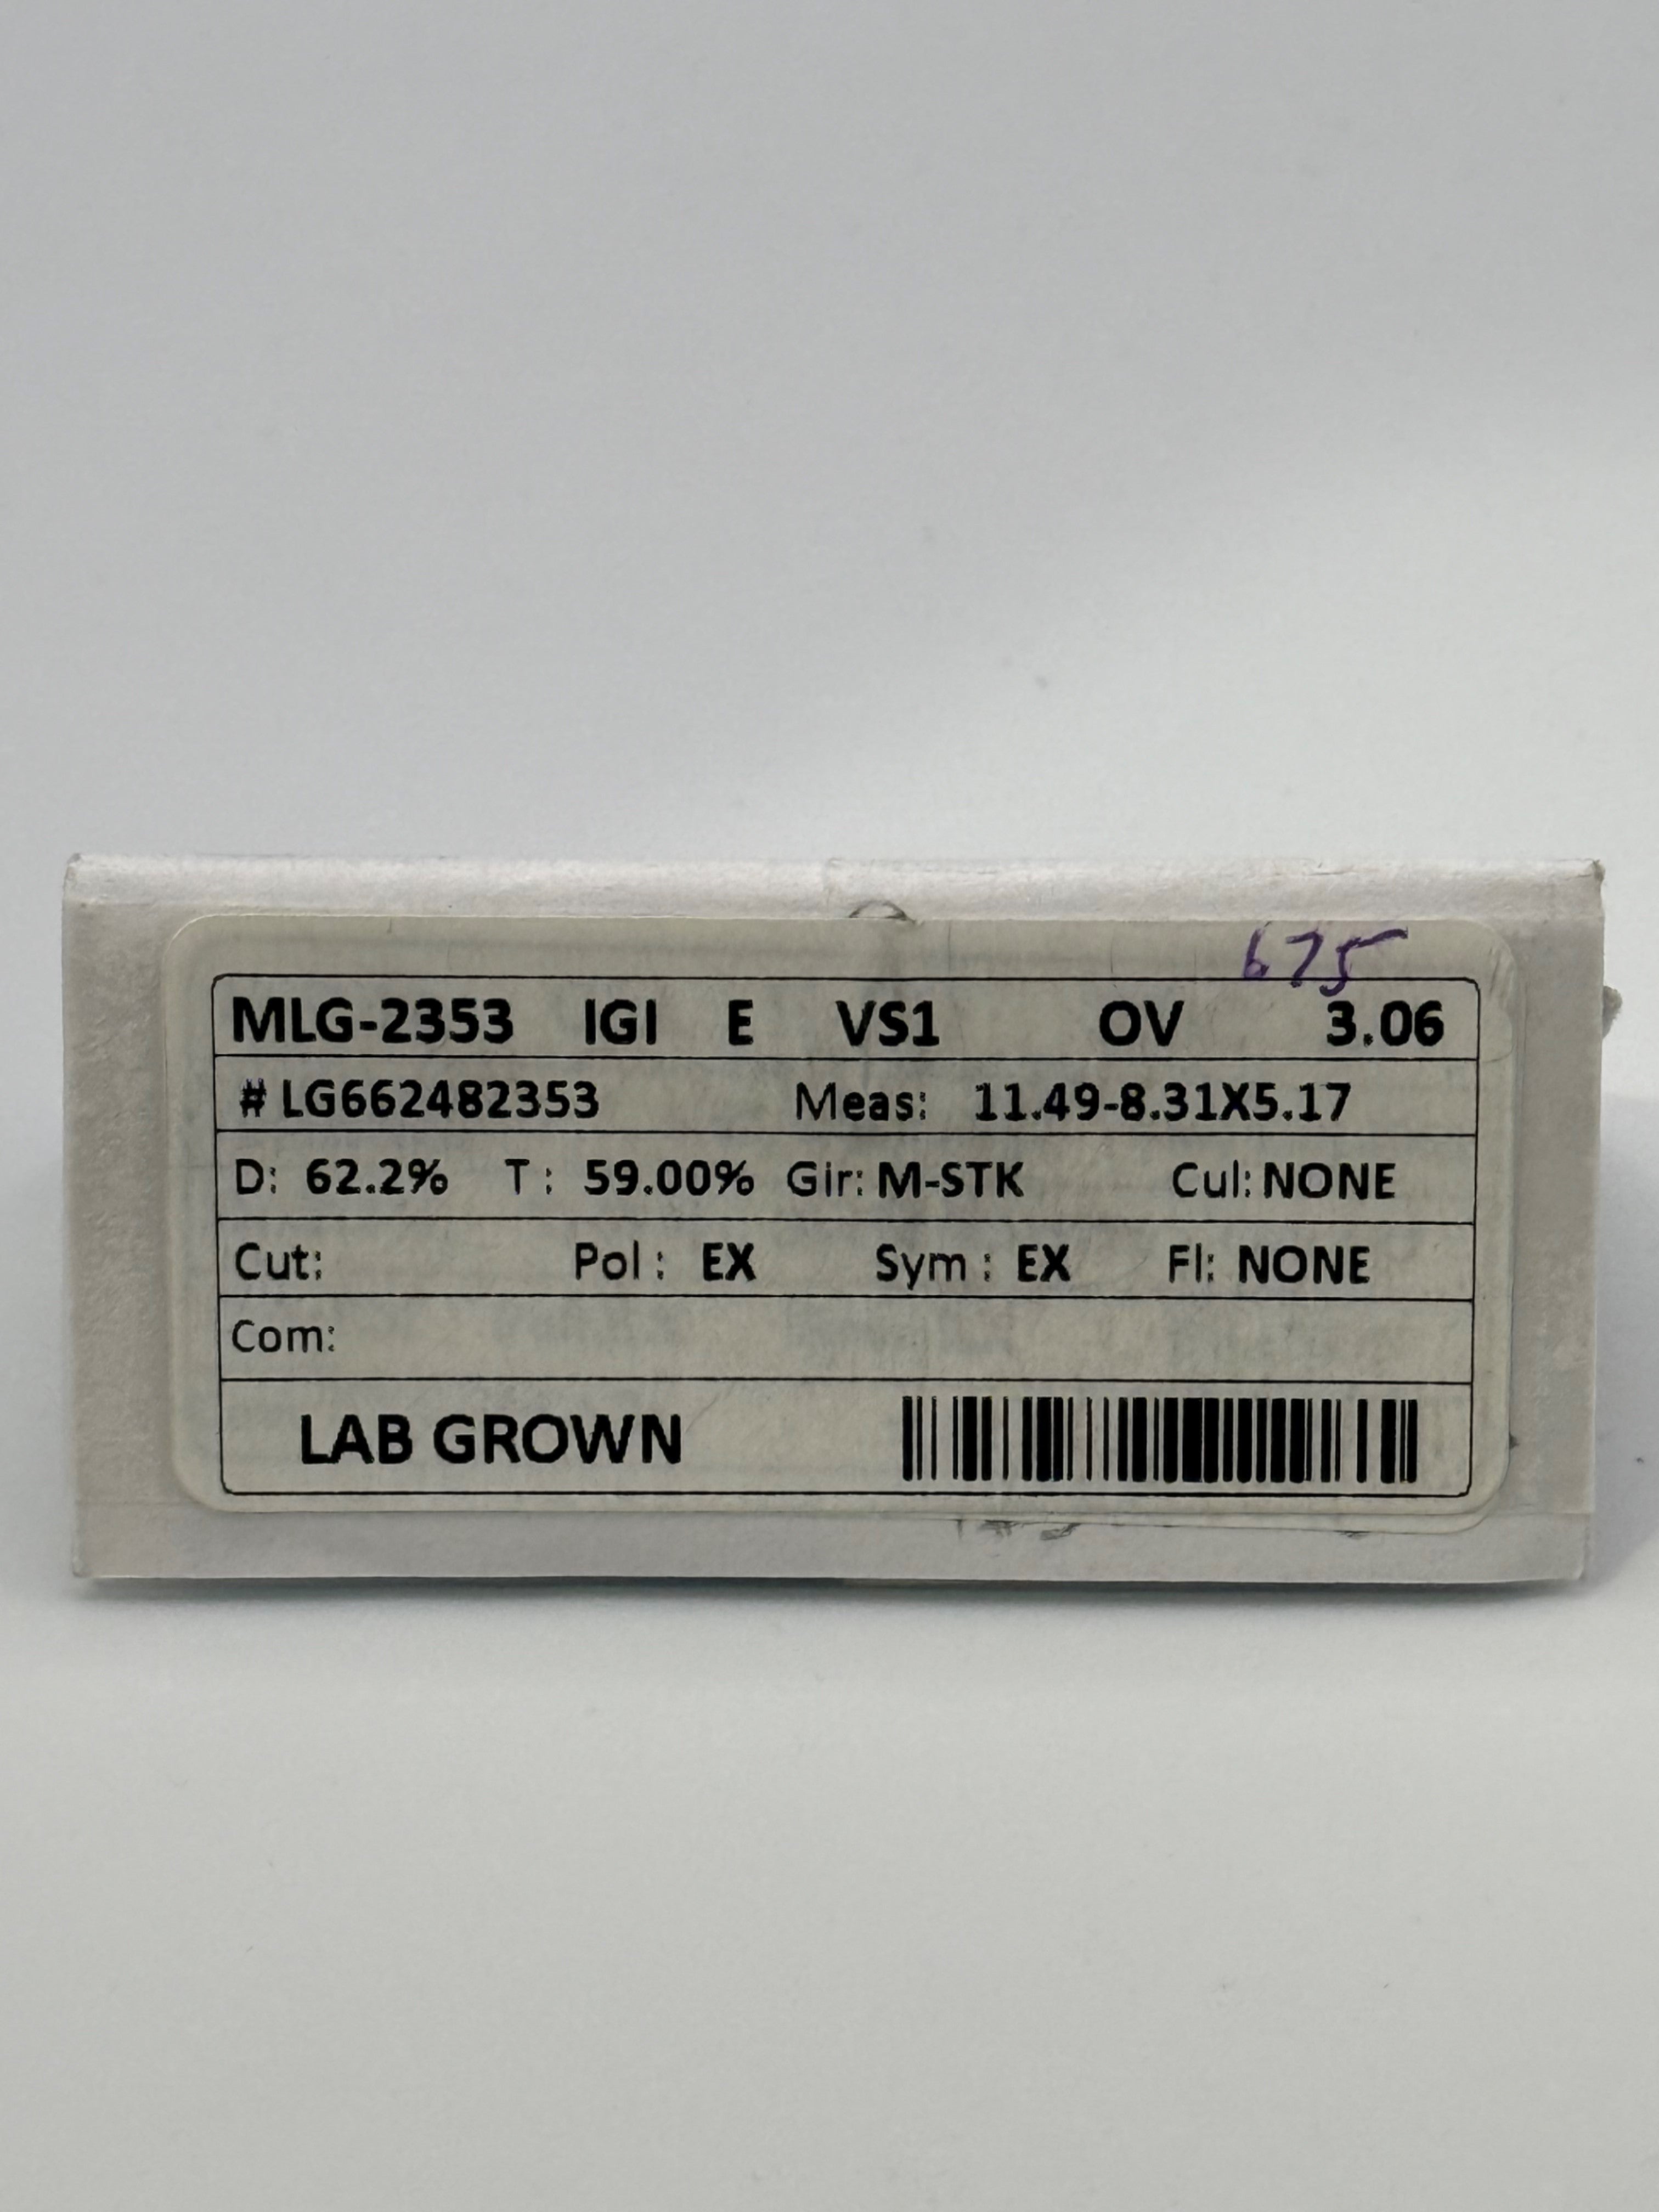 675
MLG-2353 IGI E VS1 OV 3.06
# LG662482353 Meas: 11.49-8.31X5.17
D: 62.2% T: 59.00% Gir: M-STK Cul: NONE
Cut: Pol: EX Sym: EX Fl: NONE
Com:
LAB GROWN